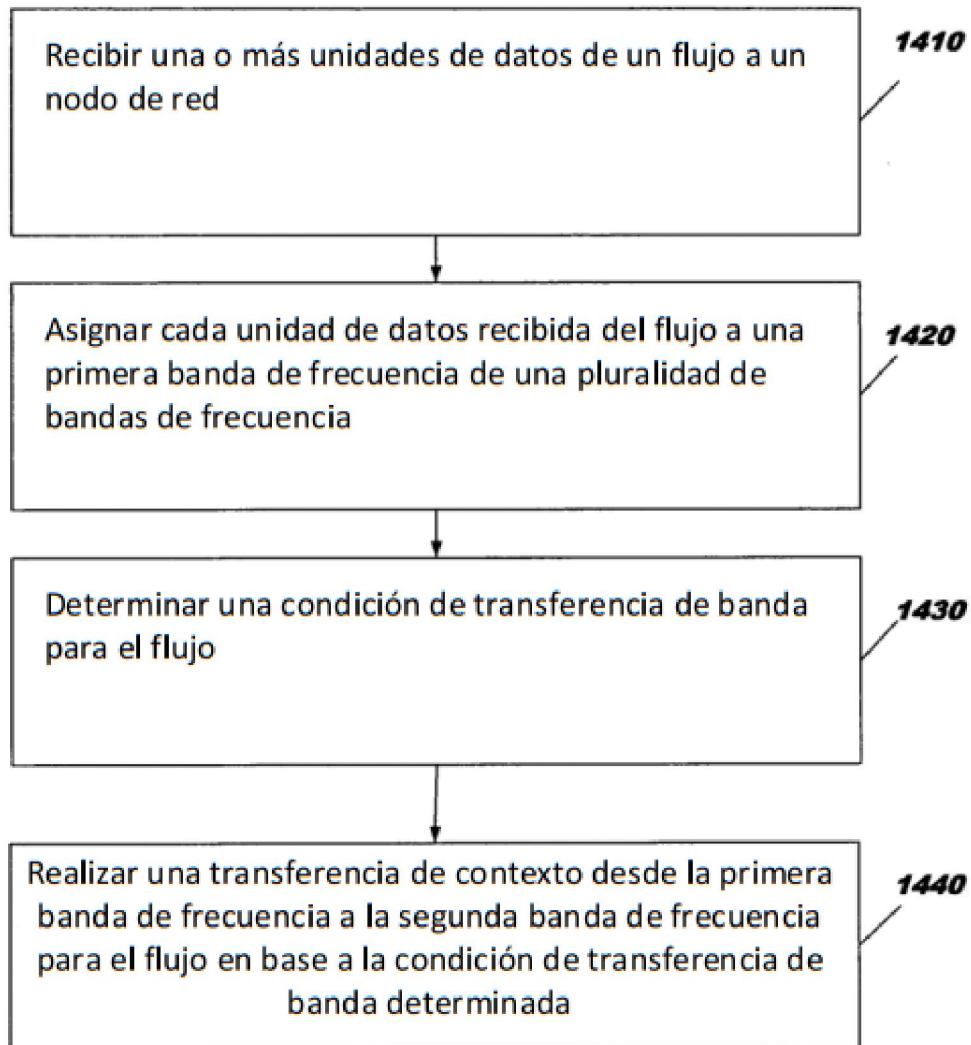 Recibir una o más unidades de datos de un flujo a un
nodo de red
1410
Asignar cada unidad de datos recibida del flujo a una
primera banda de frecuencia de una pluralidad de
bandas de frecuencia
1420
Determinar una condición de transferencia de banda
para el flujo
1430
Realizar una transferencia de contexto desde la primera
banda de frecuencia a la segunda banda de frecuencia
para el flujo en base a la condición de transferencia de
banda determinada
1440